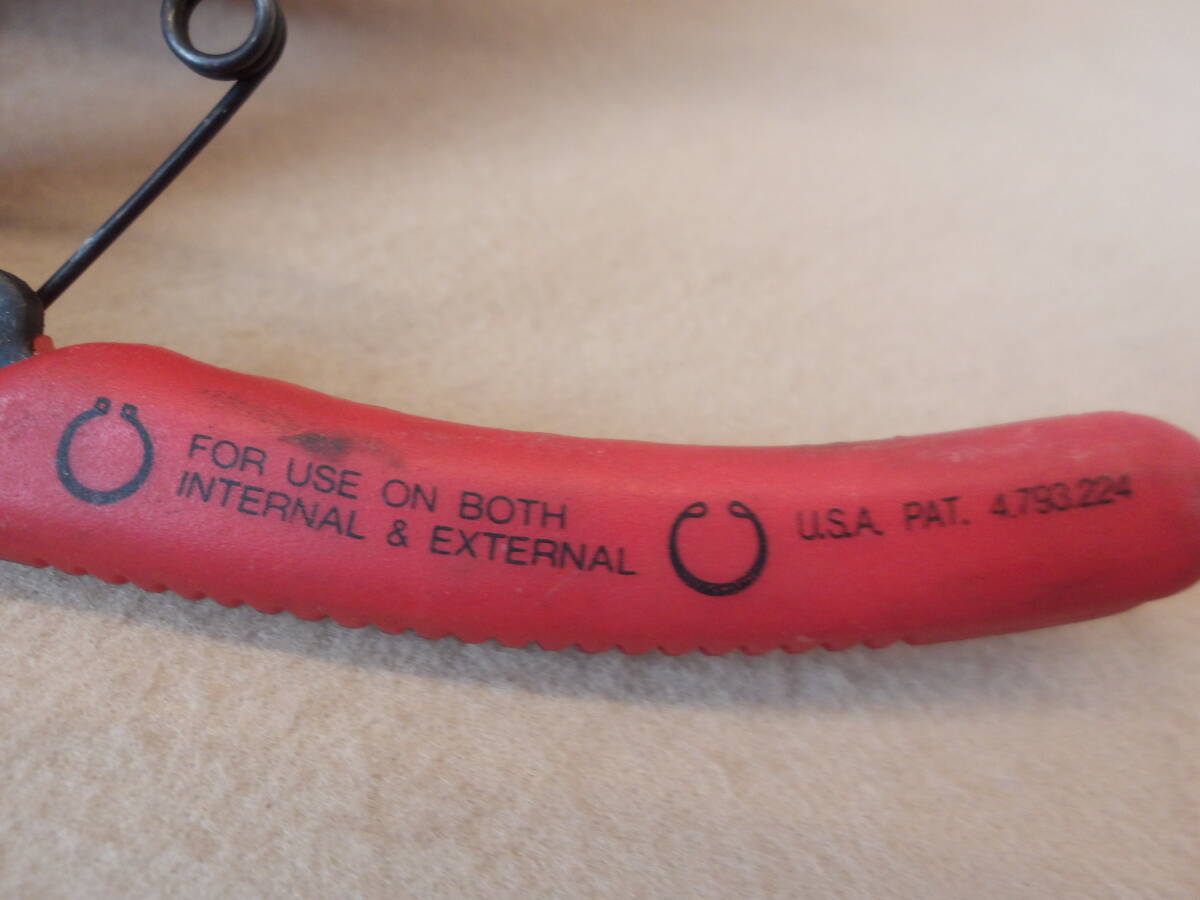 FOR USE ON BOTH
INTERNAL & EXTERNAL
U.S.A. PAT. 4.793.224